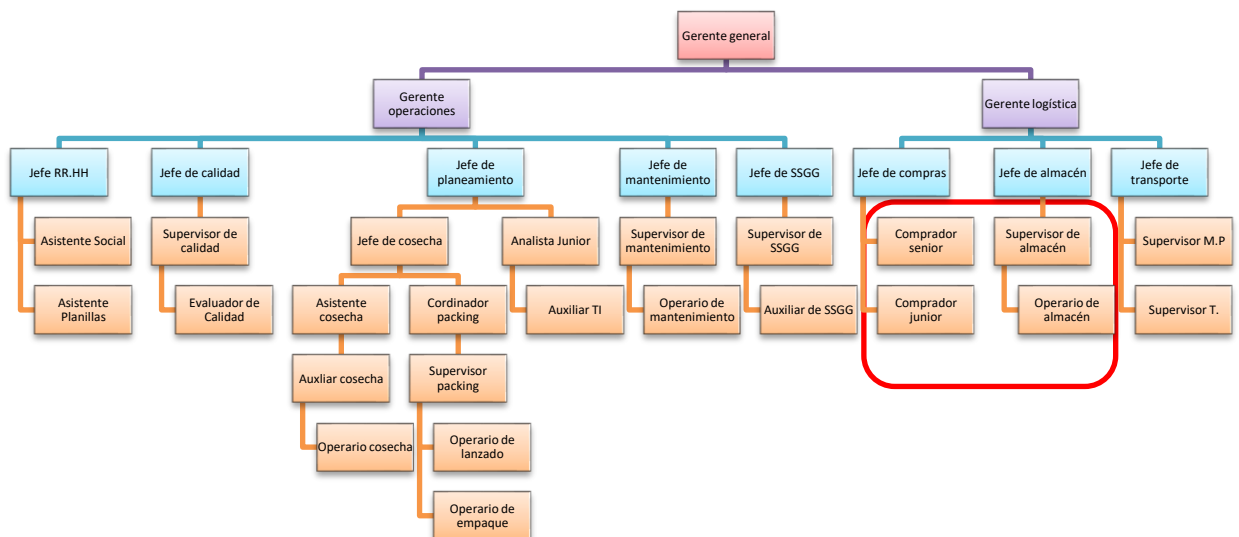 Gerente general
Gerente
operaciones
Gerente logística
Jefe RR.HH
Jefe de calidad
Jefe de
planeamiento
Jefe de
mantenimiento
Jefe de SSGG
Jefe de compras
Jefe de almacén
Jefe de
transporte
Asistente Social
Supervisor de
calidad
Jefe de cosecha
Analista Junior
Supervisor de
mantenimiento
Supervisor de
SSGG
Comprador
senior
Supervisor de
almacén
Supervisor M.P
Asistente
Planillas
Evaluador de
Calidad
Asistente
cosecha
Cordinador
packing
Auxiliar TI
Operario de
mantenimiento
Auxiliar de SSGG
Comprador
junior
Operario de
almacén
Supervisor T.
Auxliar cosecha
Supervisor
packing
Operario cosecha
Operario de
lanzado
Operario de
empaque